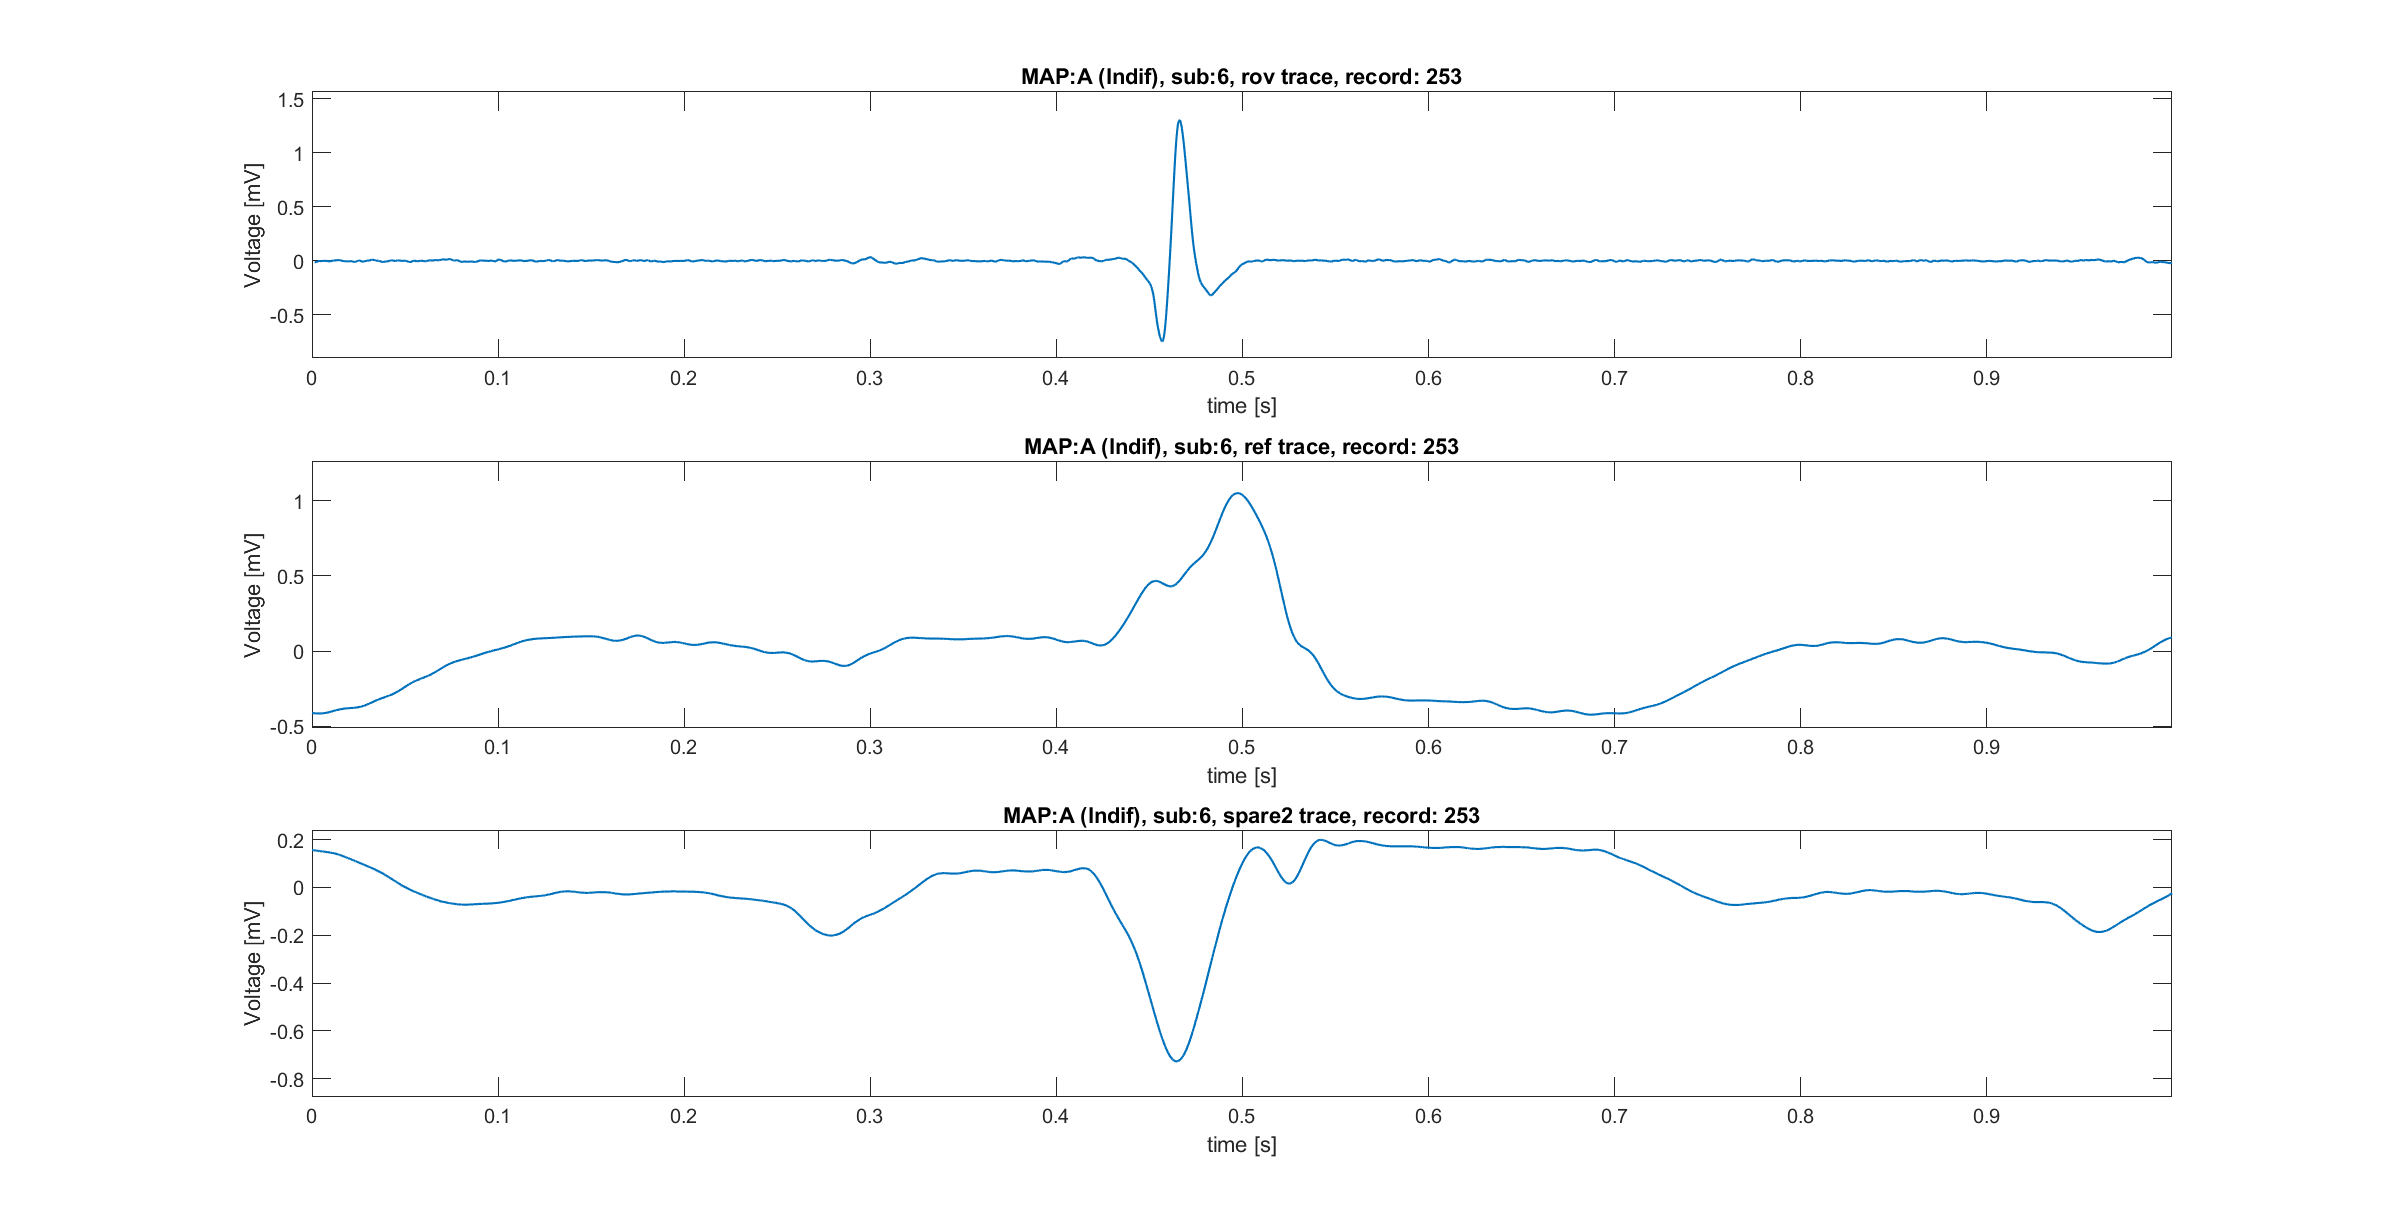 MAP:A (Indif), sub:6, rov trace, record: 253
1.5
1
0.5
0
-0.5
Voltage [mV]
0 0.1 0.2 0.3 0.4 0.5 0.6 0.7 0.8 0.9
time [s]
MAP:A (Indif), sub:6, ref trace, record: 253
1
0.5
0
-0.5
Voltage [mV]
0 0.1 0.2 0.3 0.4 0.5 0.6 0.7 0.8 0.9
time [s]
MAP:A (Indif), sub:6, spare2 trace, record: 253
0.2
0
-0.2
-0.4
-0.6
-0.8
Voltage [mV]
0 0.1 0.2 0.3 0.4 0.5 0.6 0.7 0.8 0.9
time [s]